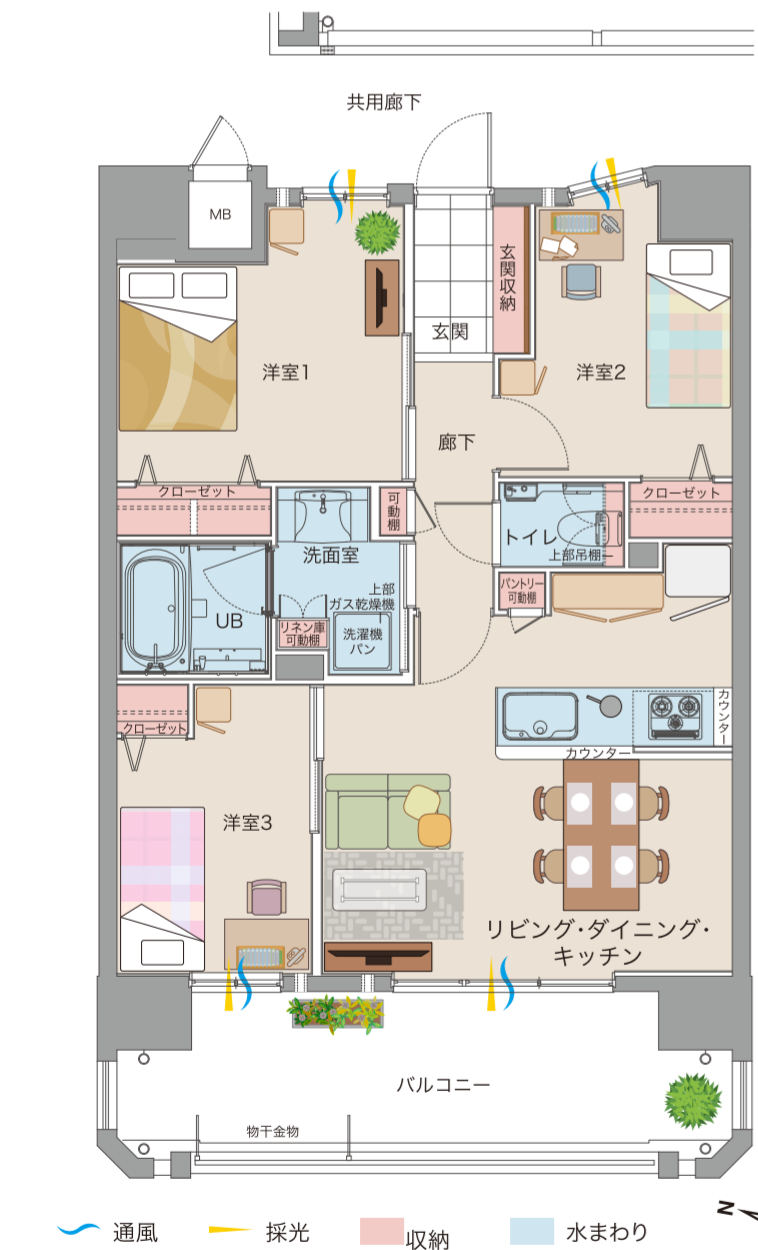 共用廊下
MB
玄関収納
玄関
洋室1
洋室2
廊下
クローゼット
可動棚
クローゼット
トイレ
上部吊棚
洗面室
上部
ガス乾燥機
パントリー
可動棚
UB
リネン庫
可動棚
洗濯機
パン
クローゼット
カウンター
カウンター
洋室3
リビング・ダイニング・
キッチン
バルコニー
物干金物
N
通風
採光
収納
水まわり